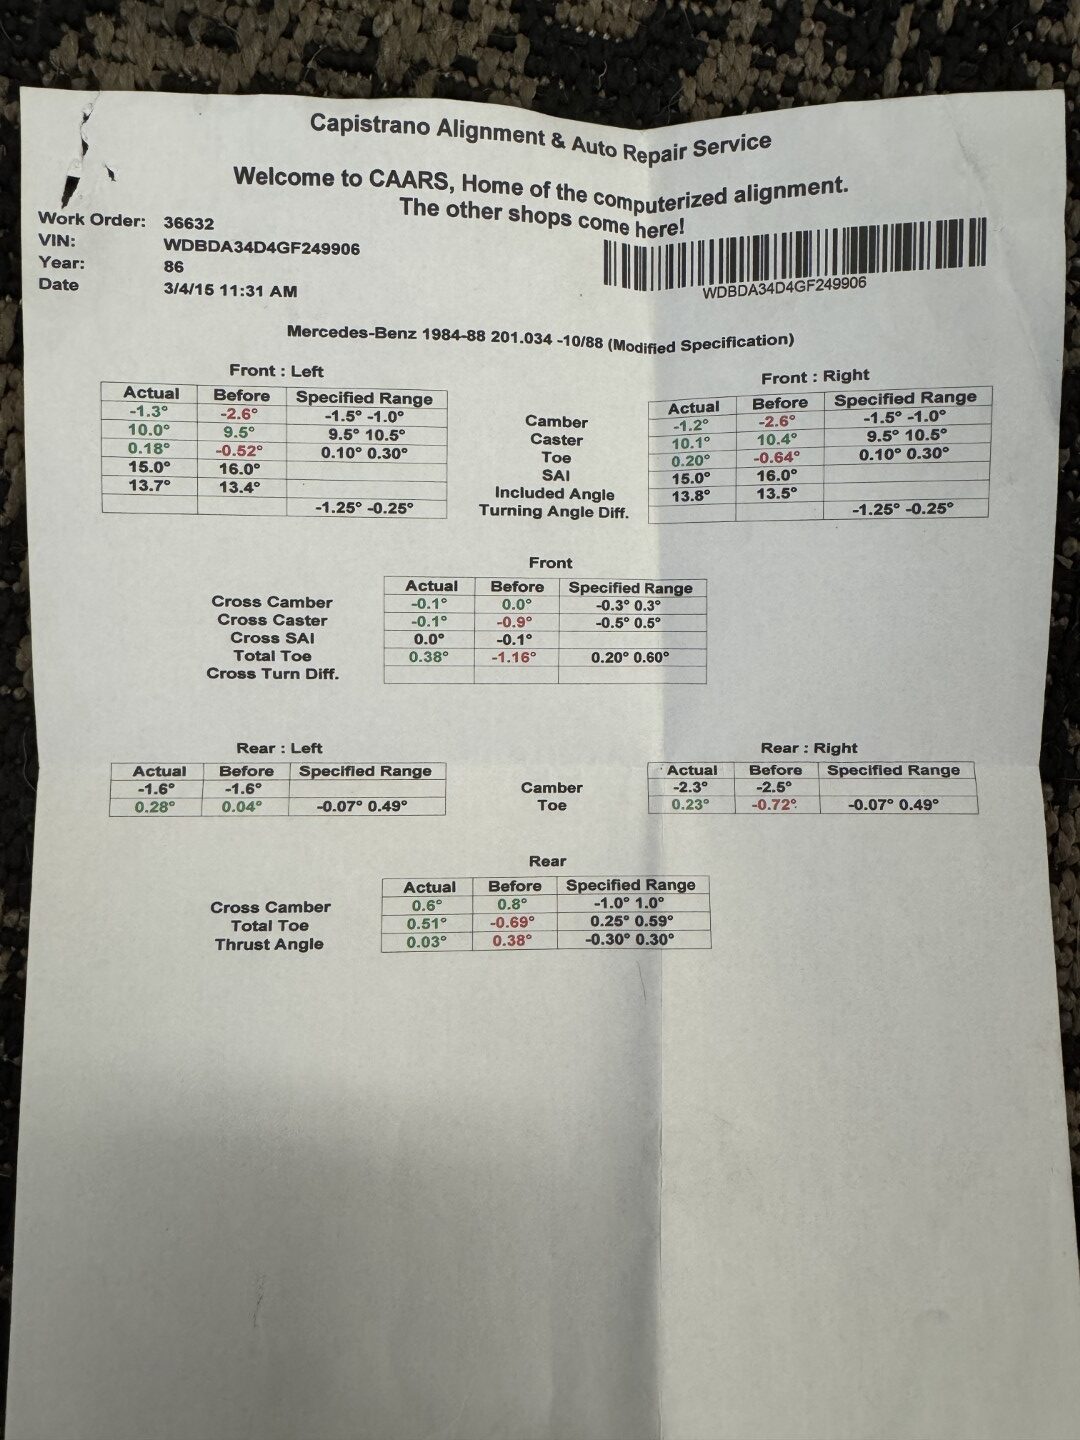 Capistrano Alignment & Auto Repair Service
Welcome to CAARS, Home of the computerized alignment.
The other shops come here!
Work Order: 36632
VIN: WDBDA34D4GF249906
Year: 86
Date 3/4/15 11:31 AM
WDBDA34D4GF249906
Mercedes-Benz 1984-88 201.034 -10/88 (Modified Specification)
Front : Left Front : Right
Actual Before Specified Range Actual Before Specified Range
-1.3° -2.6° -1.5° -1.0° Camber -1.2° -2.6° -1.5° -1.0°
10.0° 9.5° 9.5° 10.5° Caster 10.1° 10.4° 9.5° 10.5°
0.18° -0.52° 0.10° 0.30° Toe 0.20° -0.64° 0.10° 0.30°
15.0° 16.0° SAI 15.0° 16.0°
13.7° 13.4° Included Angle 13.8° 13.5°
-1.25° -0.25° Turning Angle Diff. -1.25° -0.25°
Front
Actual Before Specified Range
Cross Camber -0.1° 0.0° -0.3° 0.3°
Cross Caster -0.1° -0.9° -0.5° 0.5°
Cross SAI 0.0° -0.1°
Total Toe 0.38° -1.16° 0.20° 0.60°
Cross Turn Diff.
Rear : Left Rear : Right
Actual Before Specified Range Actual Before Specified Range
-1.6° -1.6° Camber -2.3° -2.5°
0.28° 0.04° -0.07° 0.49° Toe 0.23° -0.72° -0.07° 0.49°
Rear
Actual Before Specified Range
Cross Camber 0.6° 0.8° -1.0° 1.0°
Total Toe 0.51° -0.69° 0.25° 0.59°
Thrust Angle 0.03° 0.38° -0.30° 0.30°